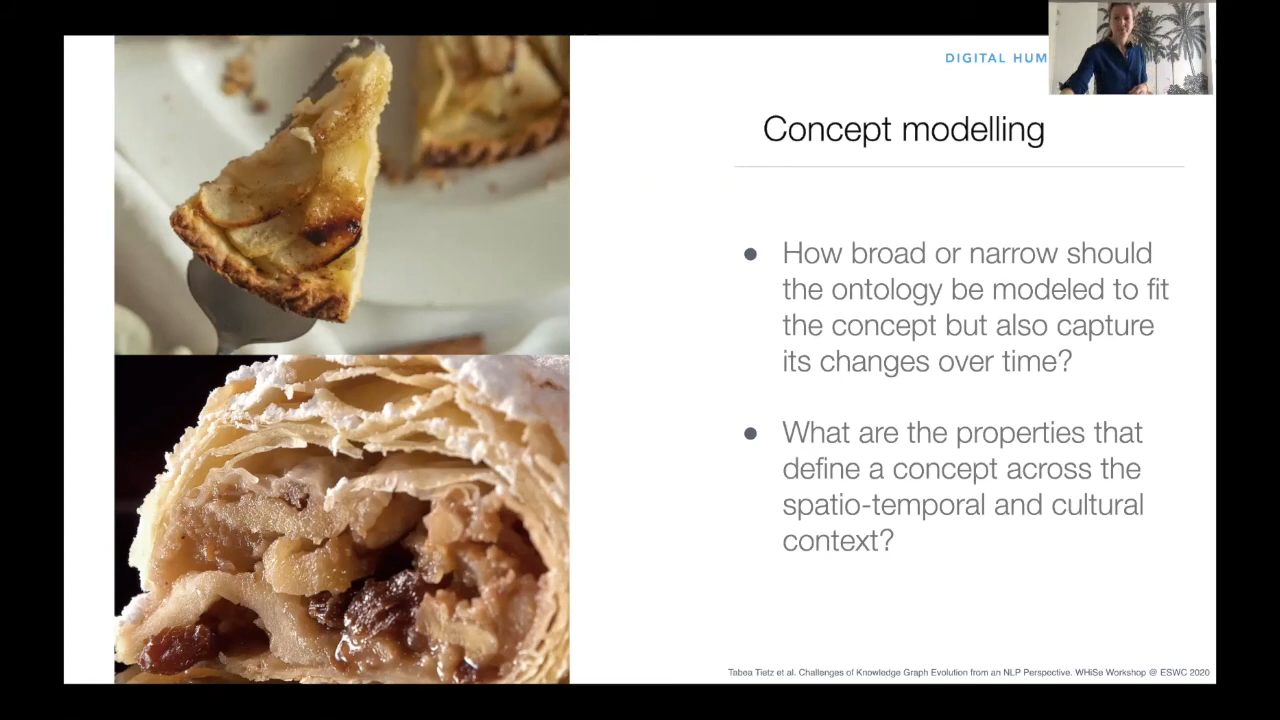 DIGITAL HUM
Concept modelling
● How broad or narrow should
the ontology be modeled to fit
the concept but also capture
its changes over time?
● What are the properties that
define a concept across the
spatio-temporal and cultural
context?
Tabea Tietz et al. Challenges of Knowledge Graph Evolution from an NLP Perspective. WHiSe Workshop @ ESWC 2020